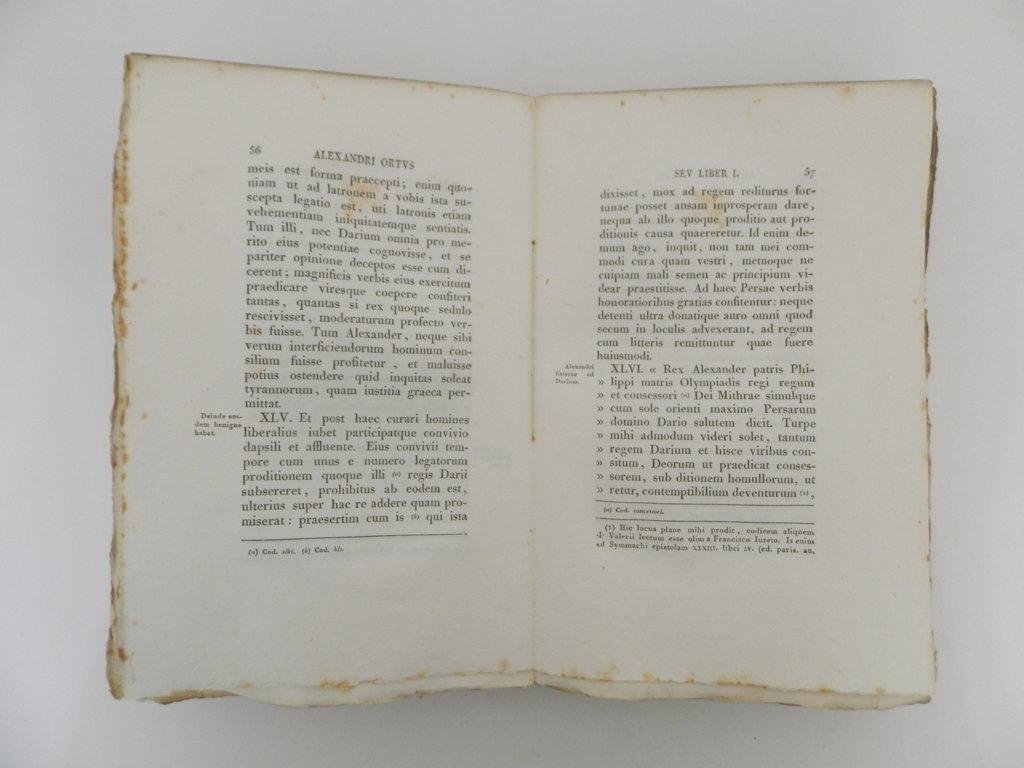 56
ALEXANDRI ORTVS
meis est forma praecepti; enim quo-
niam ut ad latronem a vobis ista su-
scepta legatio est, uti latronis etiam
vehementiam iniquitatemque sentiatis.
Tum illi, nec Darium omnia pro me-
rito eius potentiae cognovisse, et se
pariter opinione deceptos esse cum di-
cerent; magnificis verbis eius exercitum
praedicare viresque coepere confiteri
tantas, quantas si rex quoque sedulo
rescivisset, moderaturum profecto ver-
bis fuisse. Tum Alexander, neque sibi
verum interficiendorum hominum con-
silium fuisse profitetur, et maluisse
potius ostendere quid inquitas soleat
tyrannorum, quam iustitia graeca per-
mittat.
Deinde eos-
dem benigne
habet.
XLV. Et post haec curari homines
liberalius iubet participatque convivio
dapsili et affluente. Eius convivii tem-
pore cum unus e numero legatorum
proditionem quoque illi (a) regis Darii
subsereret, prohibitus ab eodem est,
ulterius super hac re addere quam pro-
miserat: praesertim cum is (b) qui ista
(a) Cod. sibi. (b) Cod. his.
SEV LIBER I.
57
dixisset, mox ad regem rediturus for-
tunae posset ansam inprosperam dare,
nequa ab illo quoque proditio aut pro-
ditionis causa quaereretur. Id enim de-
mum ago, inquit, non tam mei com-
modi cura quam vestri, metuoque ne
cuipiam mali semen ac principium vi-
dear praestitisse. Ad haec Persae verbis
honoratioribus gratias confitentur: neque
detenti ultra donatique auro omni quod
secum in loculis advexerant, ad regem
cum litteris remittuntur quae fuere
huiusmodi.
Alexandri
litterae ad
Darium.
XLVI. « Rex Alexander patris Phi-
» lippi matris Olympiadis regi regum
» et consessori (a) Dei Mithrae simulque
» cum sole orienti maximo Persarum
» domino Dario salutem dicit. Turpe
» mihi admodum videri solet, tantum
» regem Darium et hisce viribus con-
» situm, Deorum ut praedicat conses-
» sorem, sub ditionem homullorum, ut
» retur, contemptibilium deventurum (1),
(a) Cod. concessori.
(1) Hic locus plane mihi prodit, codicem aliquem
I. Valerii lectum esse olim a Francisco Iureto. Is enim
ad Symmachi epistolam XXXIII. libri IV. (ed. paris. an.